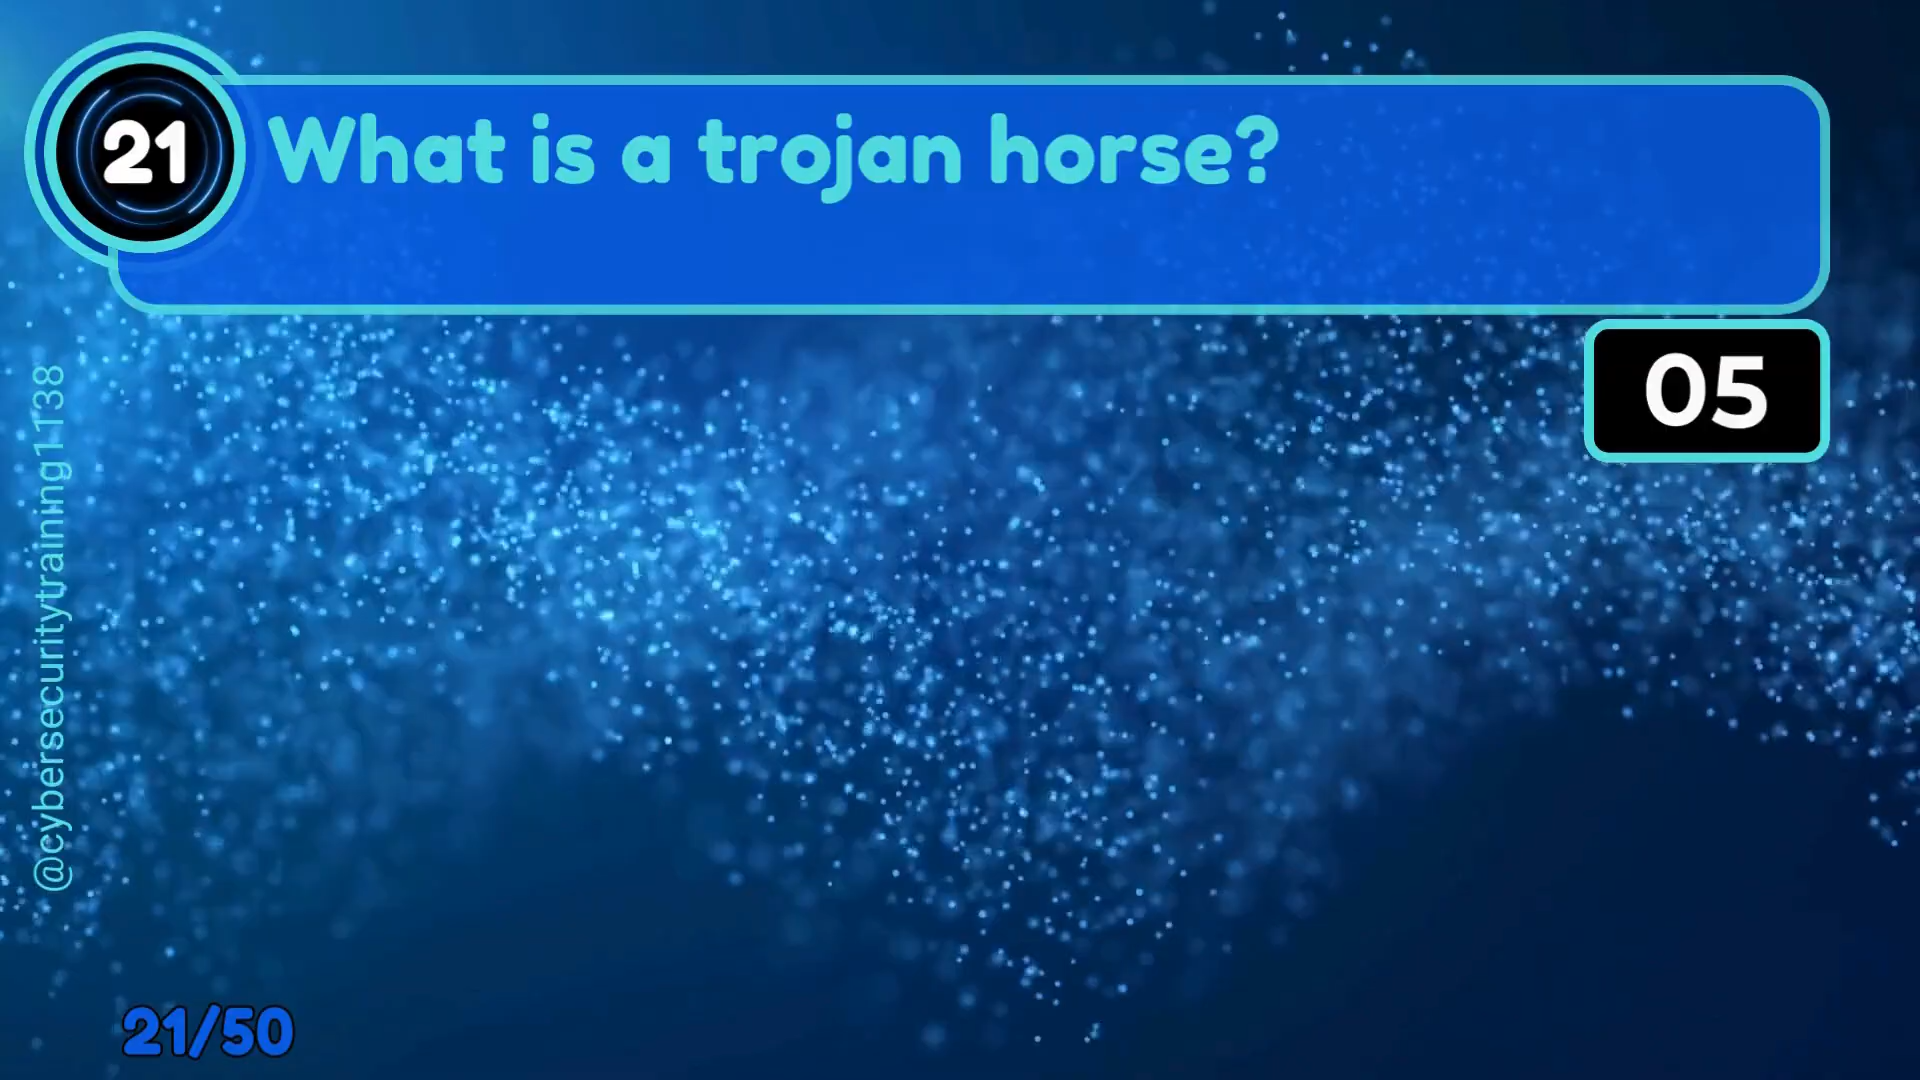 21
What is a trojan horse?
05
@cybersecuritytraining1138
21/50